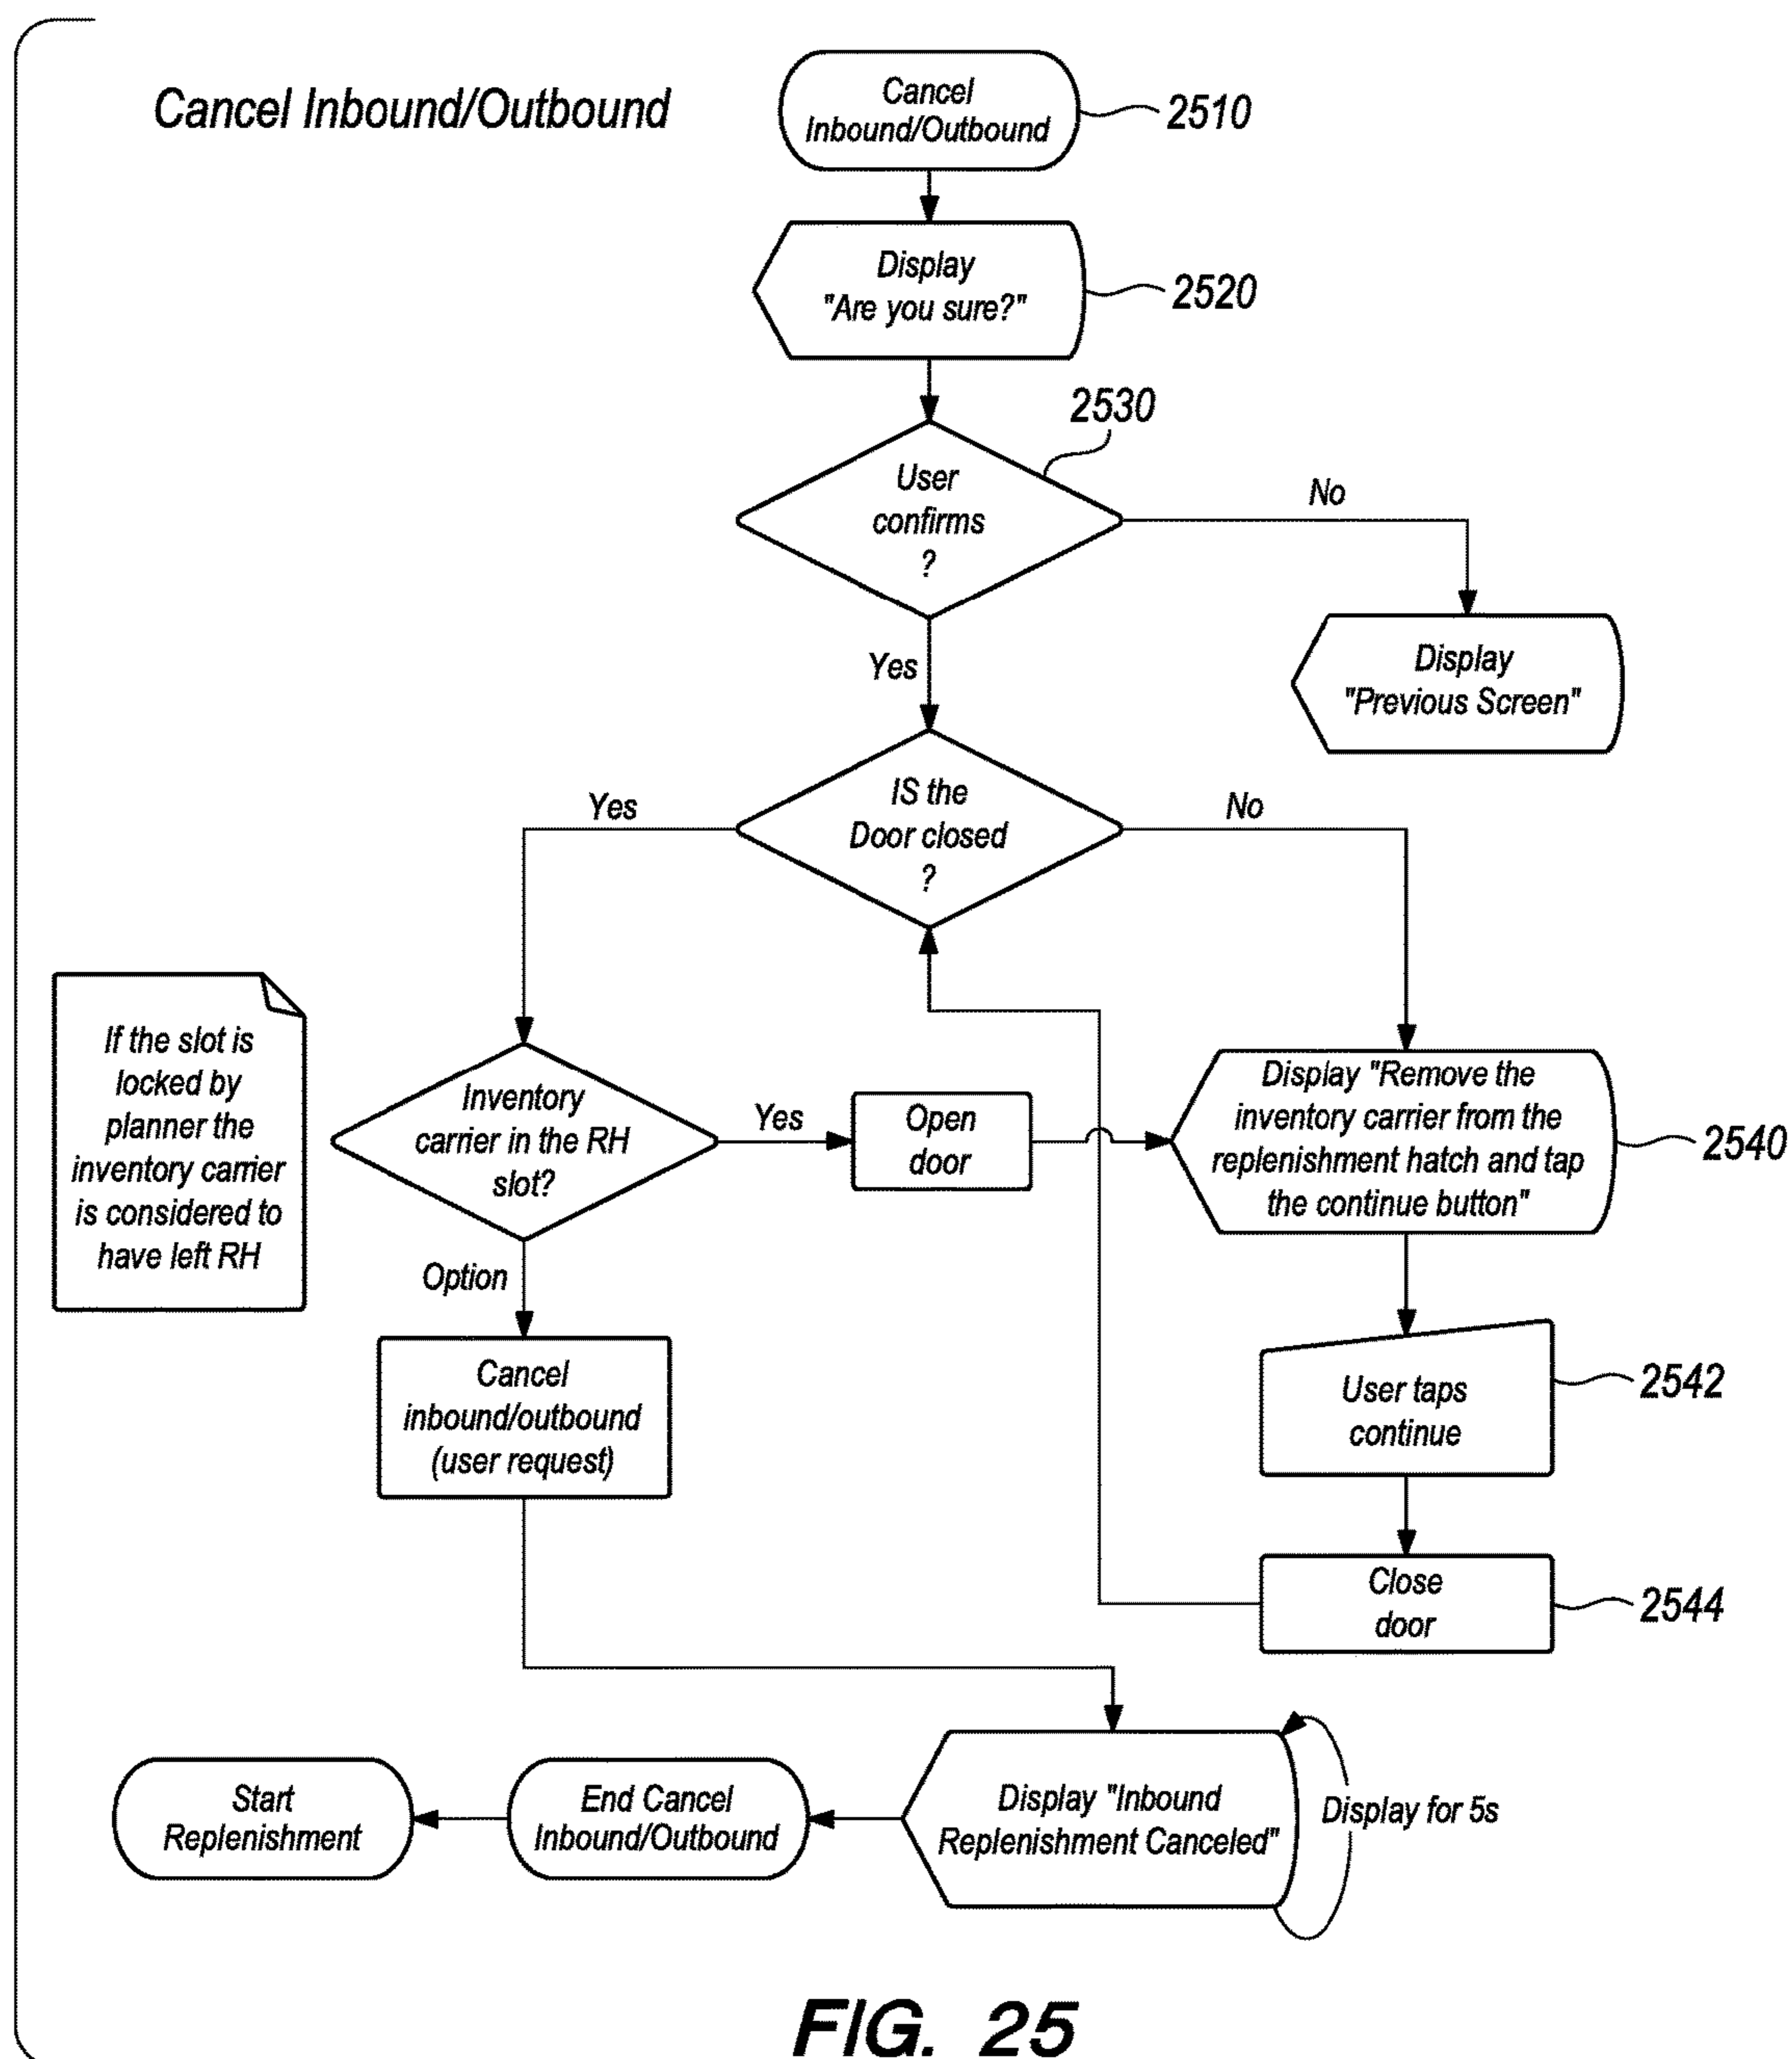 Cancel Inbound/Outbound
Cancel
Inbound/Outbound
2510
Display
"Are you sure?"
2520
2530
User
confirms
?
No
Yes
Display
"Previous Screen"
IS the
Door closed
?
Yes
No
If the slot is
locked by
planner the
inventory carrier
is considered to
have left RH
Inventory
carrier in the RH
slot?
Yes
Open
door
Display "Remove the
inventory carrier from the
replenishment hatch and tap
the continue button"
2540
Option
Cancel
inbound/outbound
(user request)
User taps
continue
2542
Close
door
2544
Start
Replenishment
End Cancel
Inbound/Outbound
Display "Inbound
Replenishment Canceled"
Display for 5s
FIG. 25